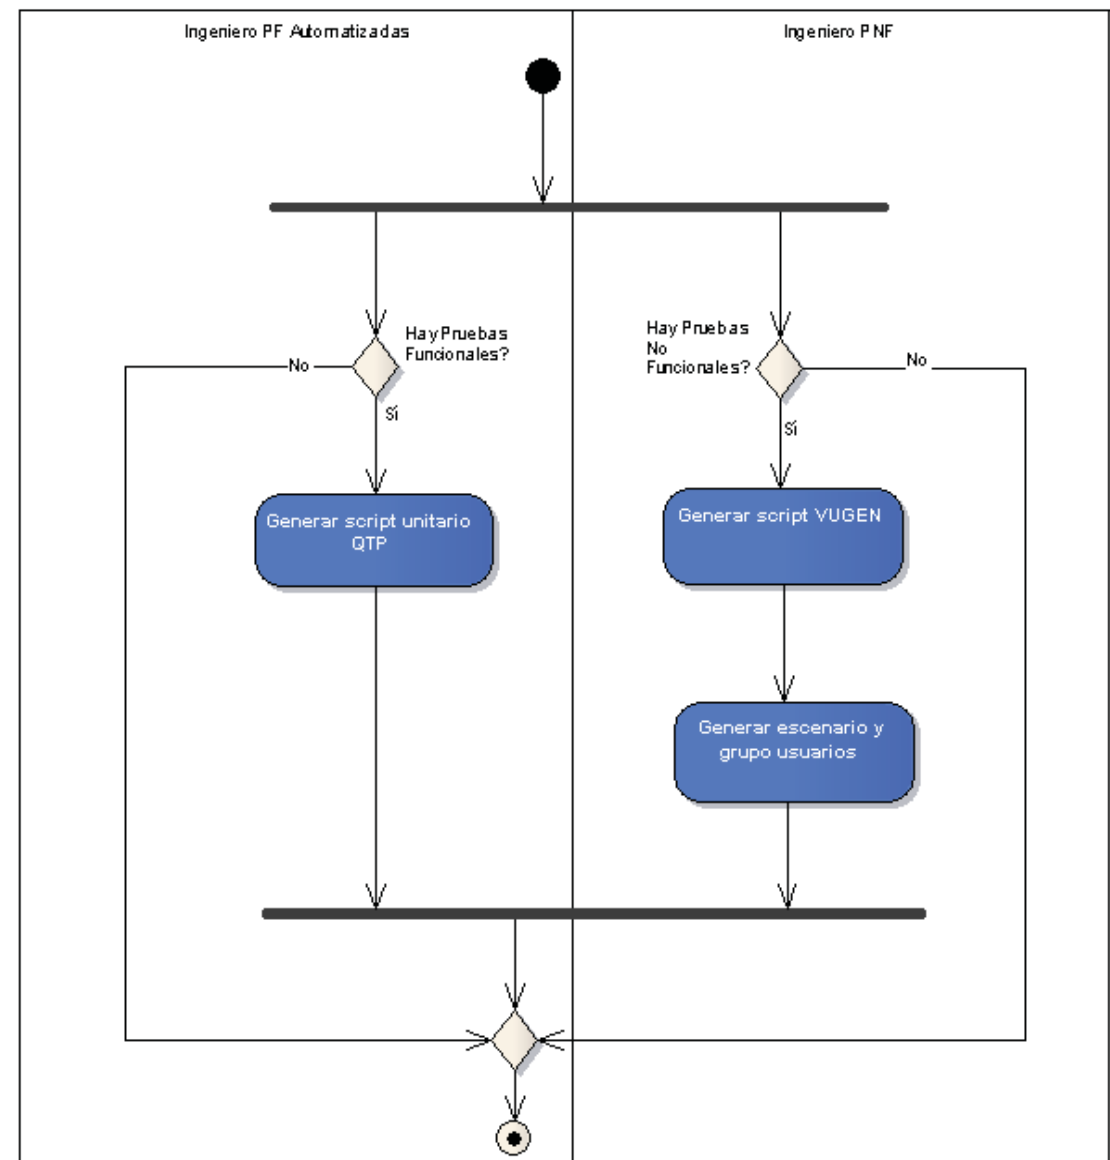 Ingeniero PF Automatizadas
Ingeniero PNF
Hay Pruebas
Funcionales?
No
Sí
Hay Pruebas
No
Funcionales?
No
Sí
Generar script unitario
QTP
Generar script VUGEN
Generar escenario y
grupo usuarios